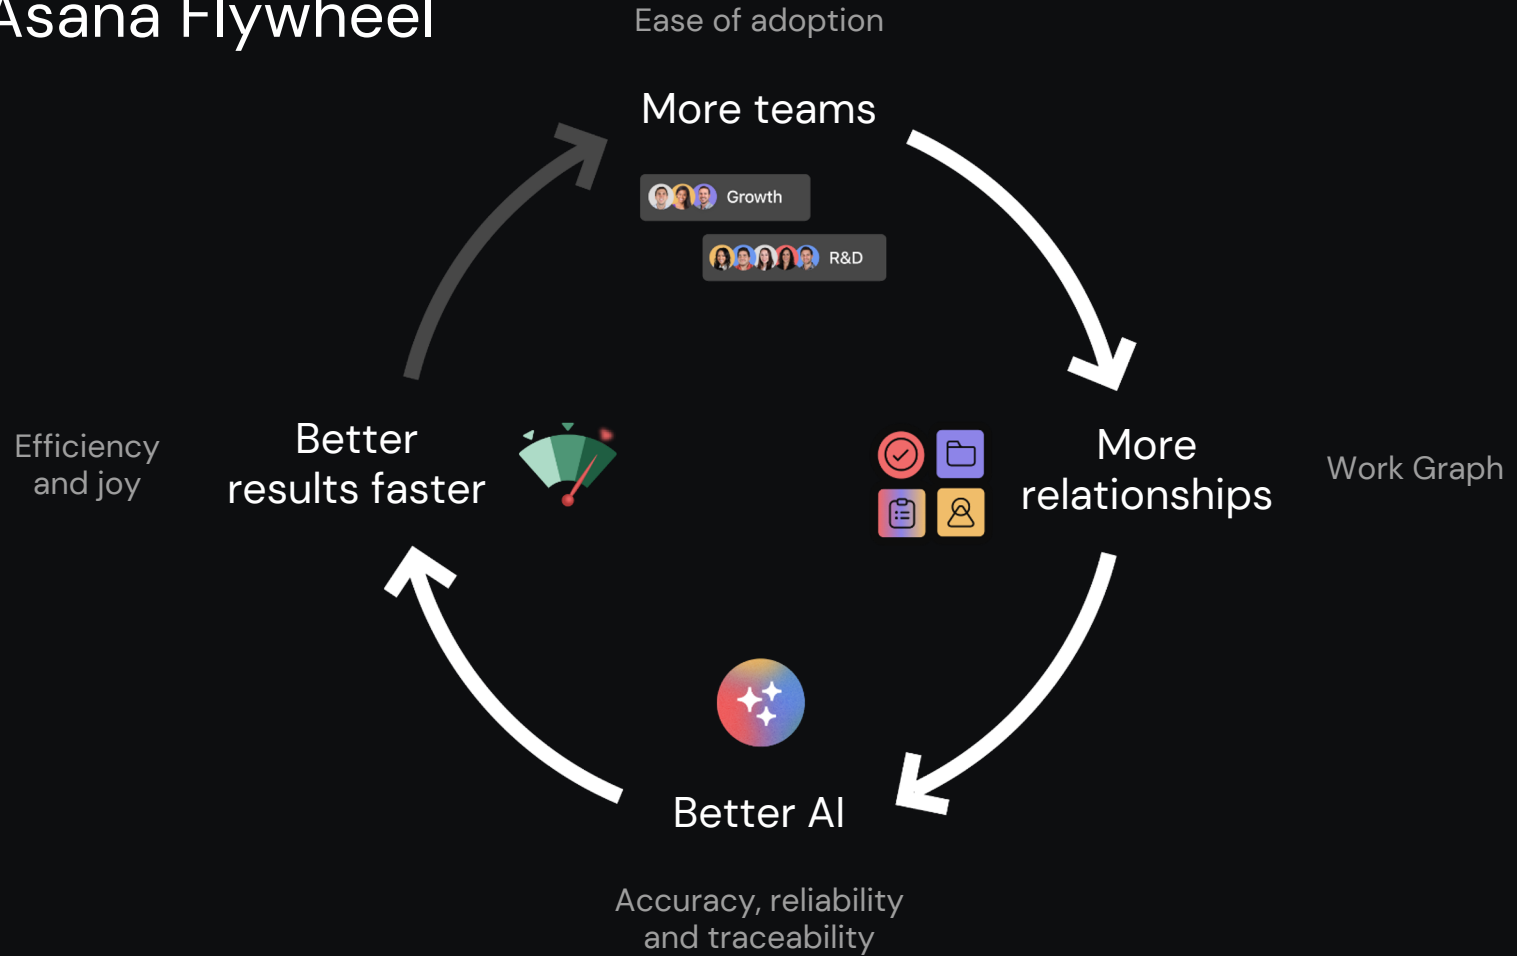 Asana Flywheel
Ease of adoption
More teams
Growth
R&D
Efficiency
and joy
Better
results faster
More
relationships
Work Graph
Better AI
Accuracy, reliability
and traceability